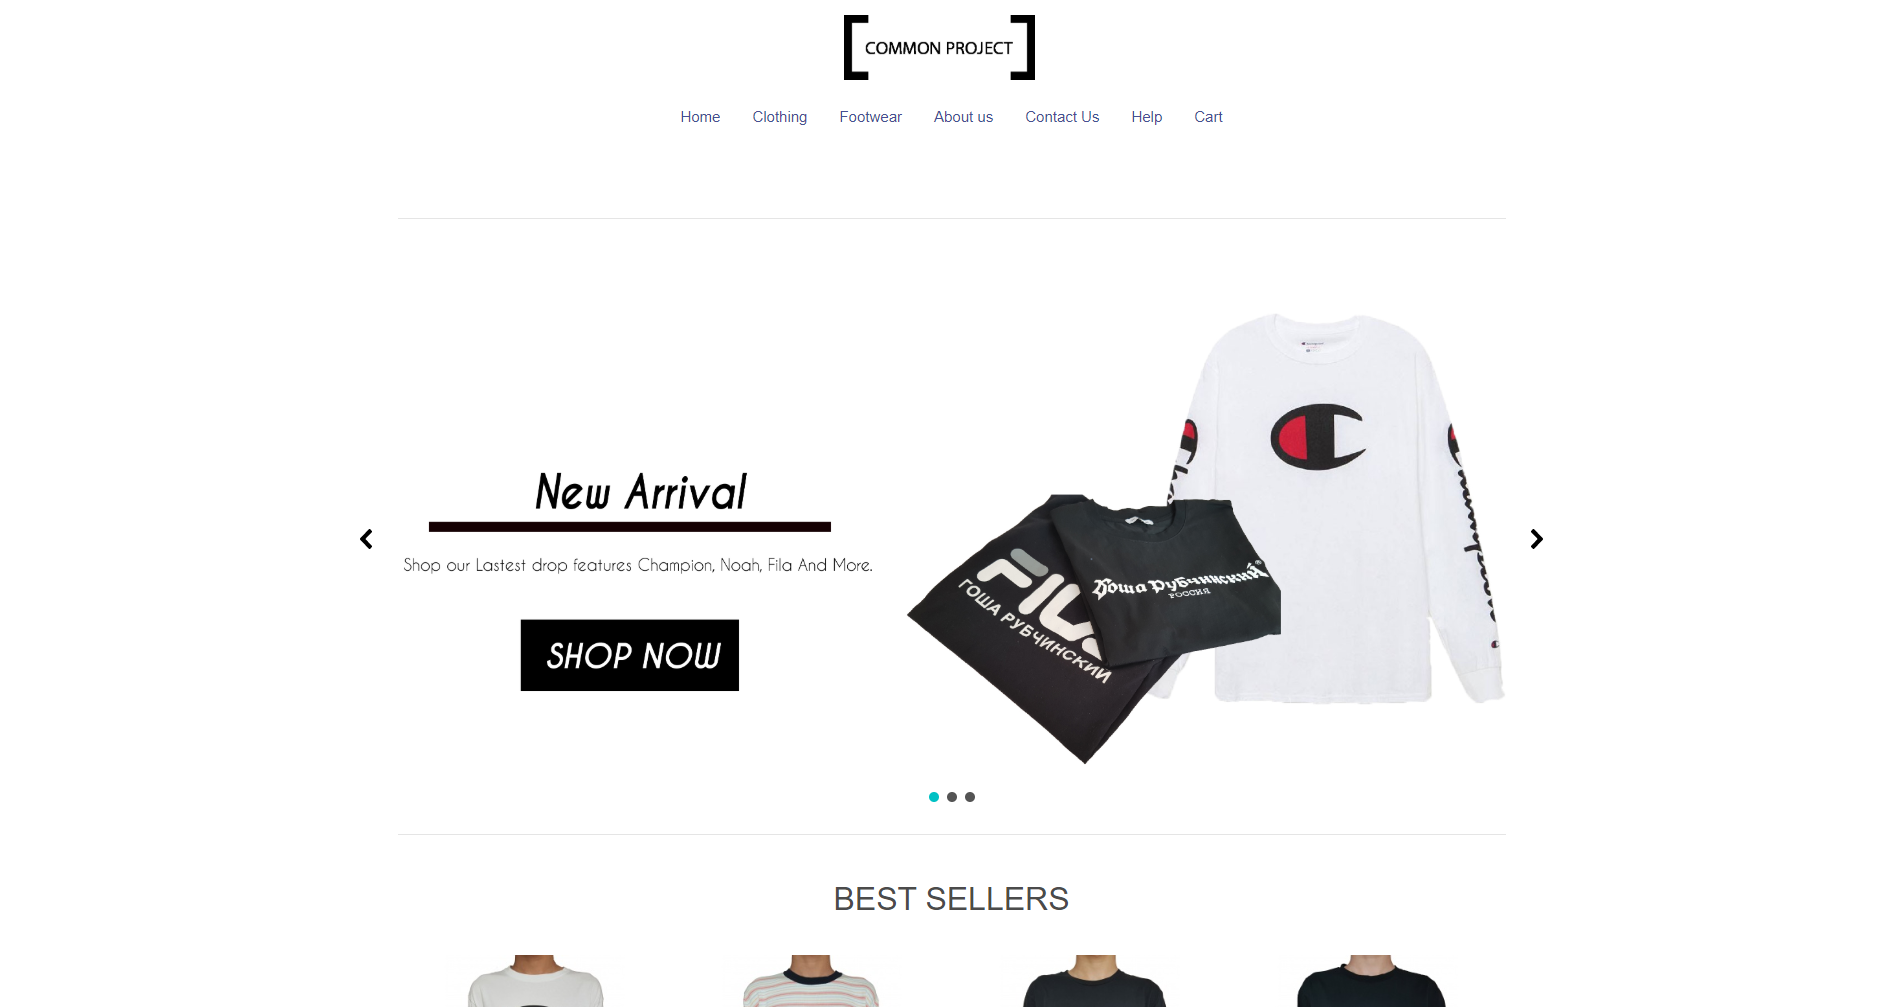 COMMON PROJECT
Home Clothing Footwear About us Contact Us Help Cart
New Arrival
Shop our Lastest drop features Champion, Noah, Fila And More.
SHOP NOW
FILA
ГОША РУБЧИНСКИЙ
Гоша Рубчинский®
РОССИЯ
Champion
BEST SELLERS